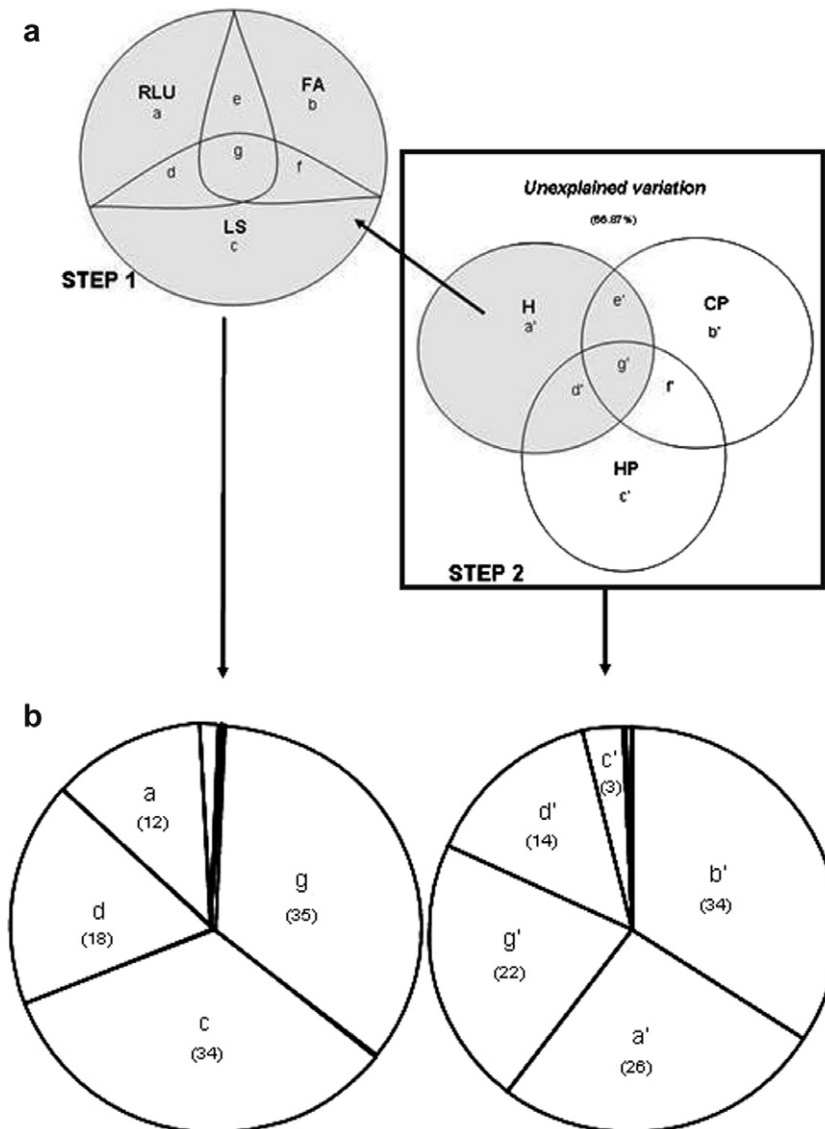 a
RLU
a
e
FA
b
d
g
f
LS
c
STEP 1
Unexplained variation
(66.87%)
H
a'
e'
CP
b'
g'
d'
f'
HP
c'
STEP 2
b
a
(12)
g
(35)
d
(18)
c
(34)
c'
(3)
d'
(14)
b'
(34)
g'
(22)
a'
(26)